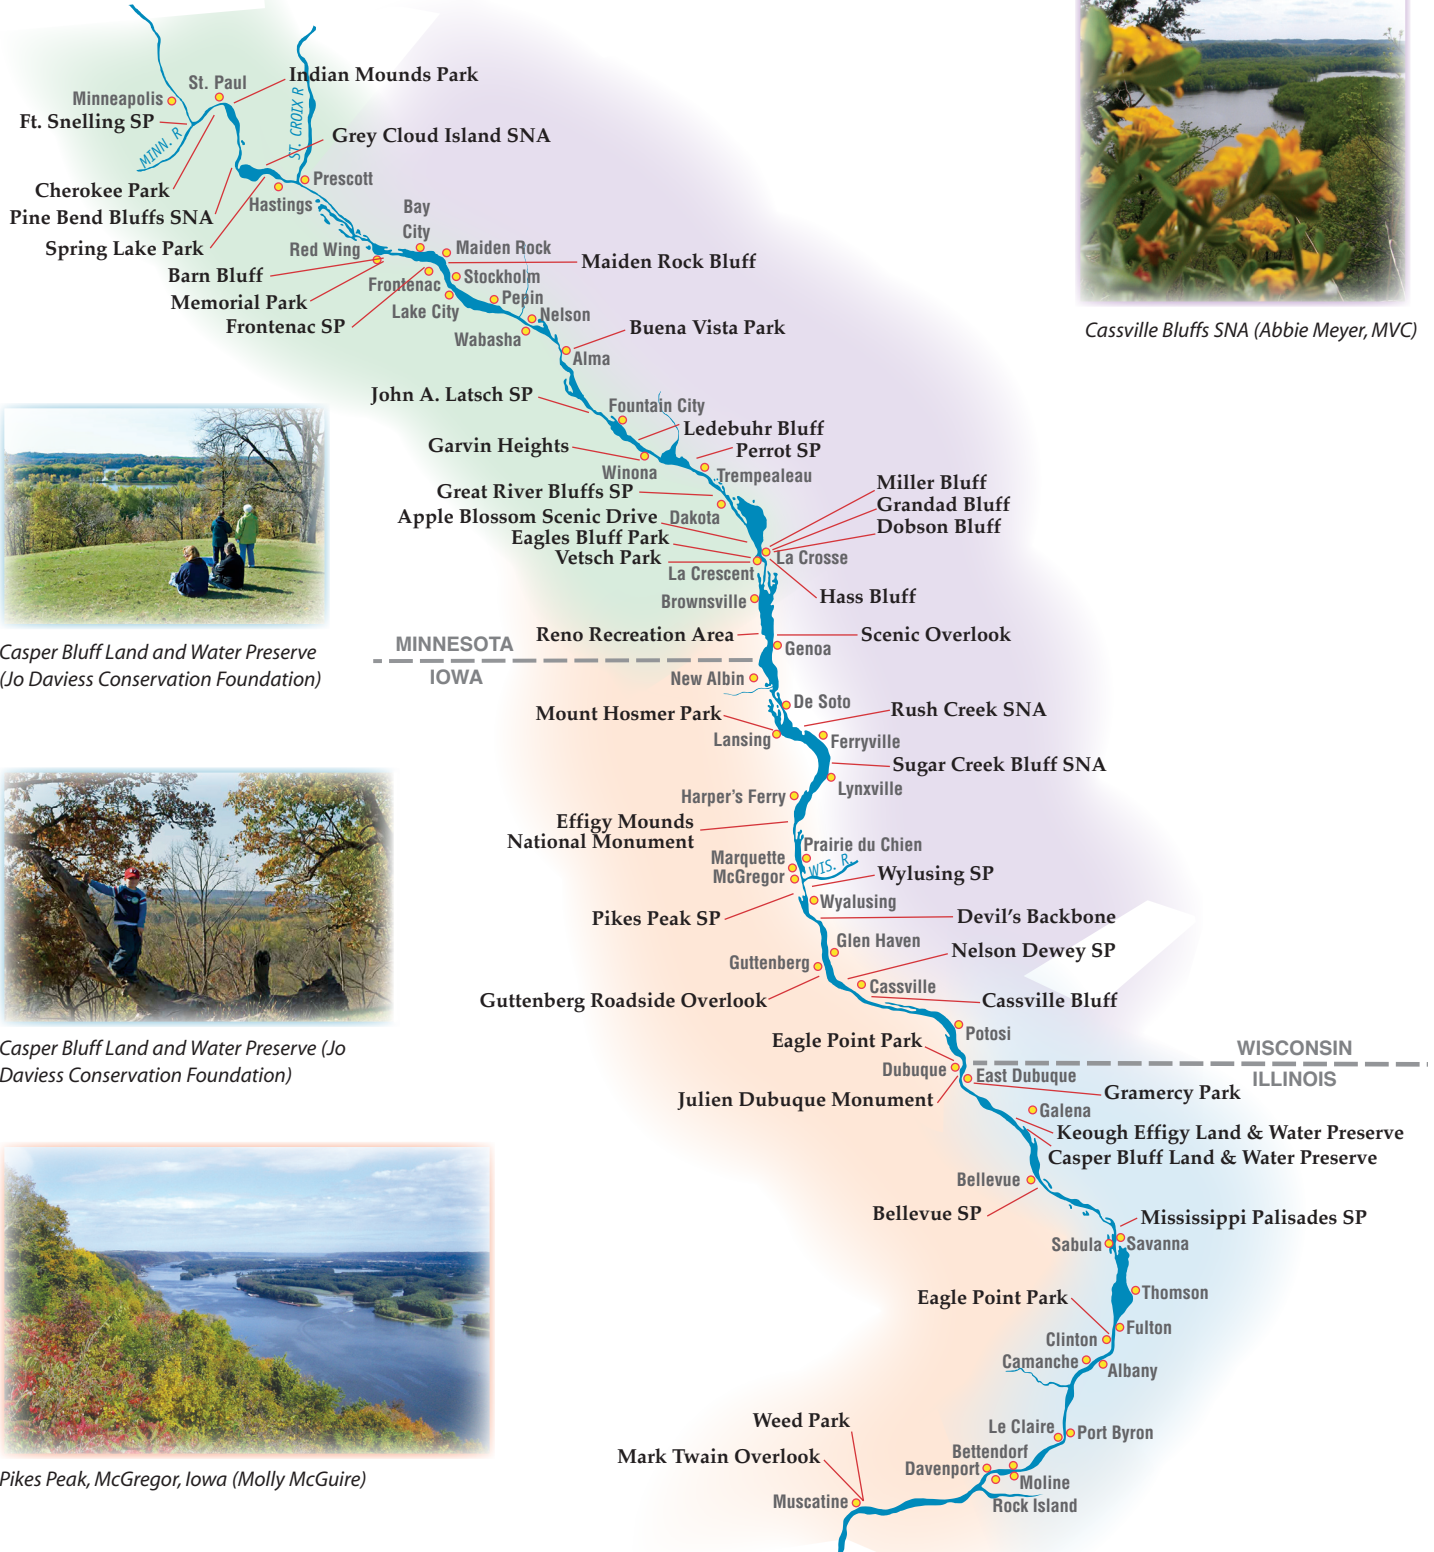 St. Paul
Indian Mounds Park
Minneapolis
Ft. Snelling SP
MINN. R
ST. CROIX R
Grey Cloud Island SNA
Cherokee Park
Prescott
Pine Bend Bluffs SNA
Hastings
Spring Lake Park
Bay
City
Red Wing
Maiden Rock
Barn Bluff
Maiden Rock Bluff
Frontenac
Stockholm
Memorial Park
Lake City
Pepin
Frontenac SP
Nelson
Wabasha
Buena Vista Park
Alma
Cassville Bluffs SNA (Abbie Meyer, MVC)
John A. Latsch SP
Fountain City
Ledebuhr Bluff
Garvin Heights
Perrot SP
Winona
Trempealeau
Great River Bluffs SP
Miller Bluff
Grandad Bluff
Apple Blossom Scenic Drive
Dakota
Dobson Bluff
Eagles Bluff Park
Vetsch Park
La Crosse
La Crescent
Hass Bluff
Brownsville
Reno Recreation Area
Scenic Overlook
MINNESOTA
Genoa
IOWA
New Albin
Casper Bluff Land and Water Preserve
(Jo Daviess Conservation Foundation)
De Soto
Mount Hosmer Park
Rush Creek SNA
Lansing
Ferryville
Sugar Creek Bluff SNA
Lynxville
Harper's Ferry
Effigy Mounds
National Monument
Prairie du Chien
Marquette
WIS. R.
McGregor
Wylusing SP
Wyalusing
Pikes Peak SP
Devil's Backbone
Glen Haven
Nelson Dewey SP
Guttenberg
Cassville
Guttenberg Roadside Overlook
Cassville Bluff
Potosi
Eagle Point Park
WISCONSIN
Dubuque
East Dubuque
ILLINOIS
Casper Bluff Land and Water Preserve (Jo
Daviess Conservation Foundation)
Julien Dubuque Monument
Gramercy Park
Galena
Keough Effigy Land & Water Preserve
Casper Bluff Land & Water Preserve
Bellevue
Bellevue SP
Mississippi Palisades SP
Sabula
Savanna
Thomson
Eagle Point Park
Fulton
Clinton
Camanche
Albany
Weed Park
Le Claire
Port Byron
Mark Twain Overlook
Bettendorf
Davenport
Moline
Muscatine
Rock Island
Pikes Peak, McGregor, Iowa (Molly McGuire)